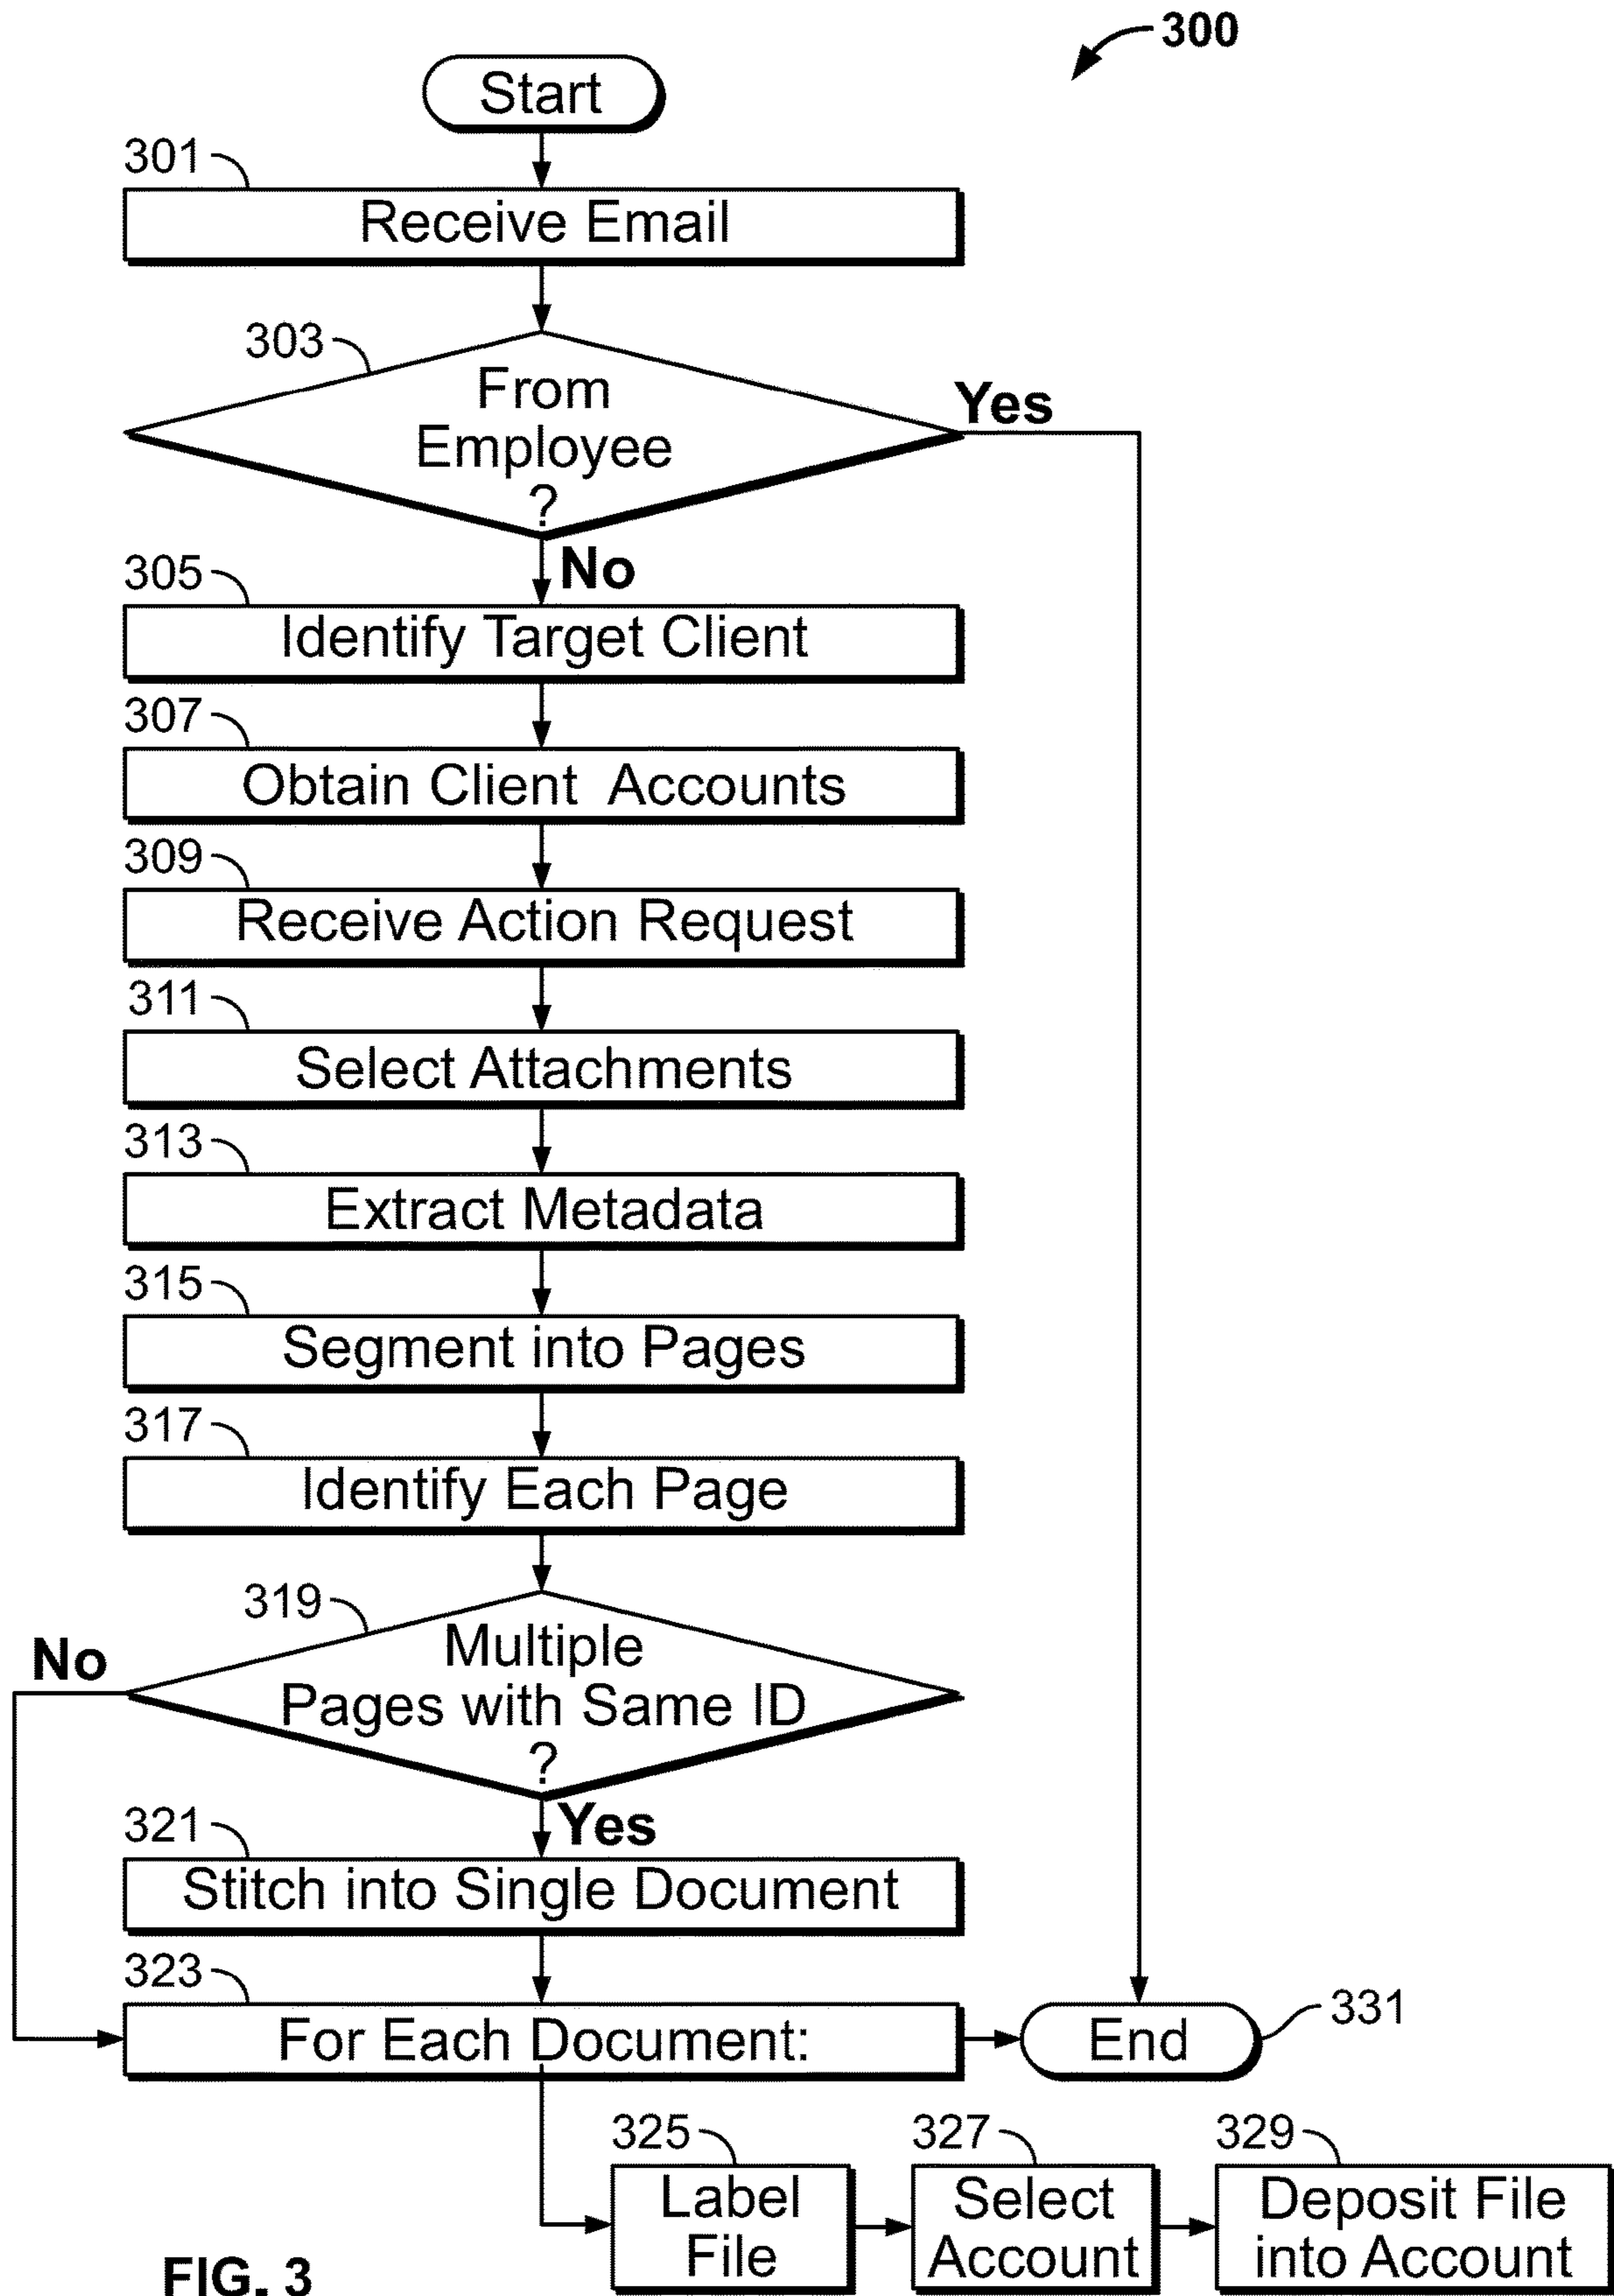 300
Start
301
Receive Email
303
From
Employee
?
Yes
No
305
Identify Target Client
307
Obtain Client Accounts
309
Receive Action Request
311
Select Attachments
313
Extract Metadata
315
Segment into Pages
317
Identify Each Page
319
Multiple
Pages with Same ID
?
No
Yes
321
Stitch into Single Document
323
For Each Document:
End
331
325
Label
File
327
Select
Account
329
Deposit File
into Account
FIG. 3